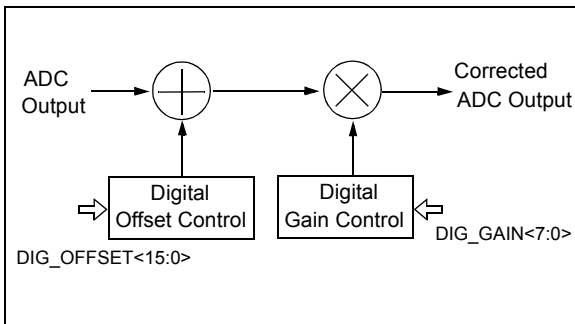 ADC
Output
Corrected
ADC Output
Digital
Offset Control
Digital
Gain Control
DIG_OFFSET<15:0>
DIG_GAIN<7:0>